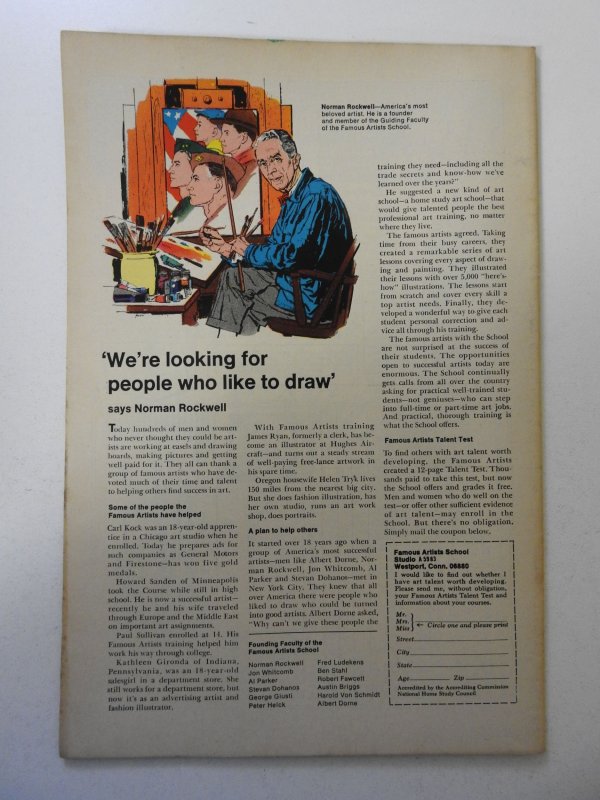 Norman Rockwell—America's most
beloved artist. He is a founder
and member of the Guiding Faculty
of the Famous Artists School.
'We're looking for
people who like to draw'
says Norman Rockwell
Today hundreds of men and women
who never thought they could be art-
ists are working at easels and drawing
boards, making pictures and getting
well paid for it. They all can thank a
group of famous artists who have de-
voted much of their time and talent
to helping others find success in art.
Some of the people the
Famous Artists have helped
Carl Kock was an 18-year-old appren-
tice in a Chicago art studio when he
enrolled. Today he prepares ads for
such companies as General Motors
and Firestone—has won five gold
medals.
Howard Sanden of Minneapolis
took the Course while still in high
school. He is now a successful artist—
recently he and his wife traveled
through Europe and the Middle East
on important art assignments.
Paul Sullivan enrolled at 14. His
Famous Artists training helped him
work his way through college.
Kathleen Gironda of Indiana,
Pennsylvania, was an 18-year-old
salesgirl in a department store. She
still works for a department store, but
now it's as an advertising artist and
fashion illustrator.
With Famous Artists training
James Ryan, formerly a clerk, has be-
come an illustrator at Hughes Air-
craft—and turns out a steady stream
of well-paying free-lance artwork in
his spare time.
Oregon housewife Helen Tryk lives
150 miles from the nearest big city.
But she does fashion illustration, has
her own studio, runs an art work
shop, does portraits.
A plan to help others
It started over 18 years ago when a
group of America's most successful
artists—men like Albert Dorne, Nor-
man Rockwell, Jon Whitcomb, Al
Parker and Stevan Dohanos—met in
New York City. They knew that all
over America there were people who
liked to draw who could be turned
into good artists. Albert Dorne asked,
"Why can't we give these people the
Founding Faculty of the
Famous Artists School
Norman Rockwell
Jon Whitcomb
Al Parker
Stevan Dohanos
George Giusti
Peter Helck
Fred Ludekens
Ben Stahl
Robert Fawcett
Austin Briggs
Harold Von Schmidt
Albert Dorne
training they need—including all the
trade secrets and know-how we've
learned over the years?"
He suggested a new kind of art
school—a home study art school—that
would give talented people the best
professional art training, no matter
where they live.
The famous artists agreed. Taking
time from their busy careers, they
created a remarkable series of art
lessons covering every aspect of draw-
ing and painting. They illustrated
their lessons with over 5,000 "here's-
how" illustrations. The lessons start
from scratch and cover every skill a
top artist needs. Finally, they de-
veloped a wonderful way to give each
student personal correction and ad-
vice all through his training.
The famous artists with the School
are not surprised at the success of
their students. The opportunities
open to successful artists today are
enormous. The School continually
gets calls from all over the country
asking for practical well-trained stu-
dents—not geniuses—who can step
into full-time or part-time art jobs.
And practical, thorough training is
what the School offers.
Famous Artists Talent Test
To find others with art talent worth
developing, the Famous Artists
created a 12-page Talent Test. Thou-
sands paid to take this test, but now
the School offers and grades it free.
Men and women who do well on the
test—or offer other sufficient evidence
of art talent—may enroll in the
School. But there's no obligation.
Simply mail the coupon below.
Famous Artists School
Studio A 5983
Westport, Conn. 06880
I would like to find out whether I
have art talent worth developing.
Please send me, without obligation,
your Famous Artists Talent Test and
information about your courses.
Mr.
Mrs. ← Circle one and please print
Miss
Street
City
State
Age Zip
Accredited by the Accrediting Commission
National Home Study Council